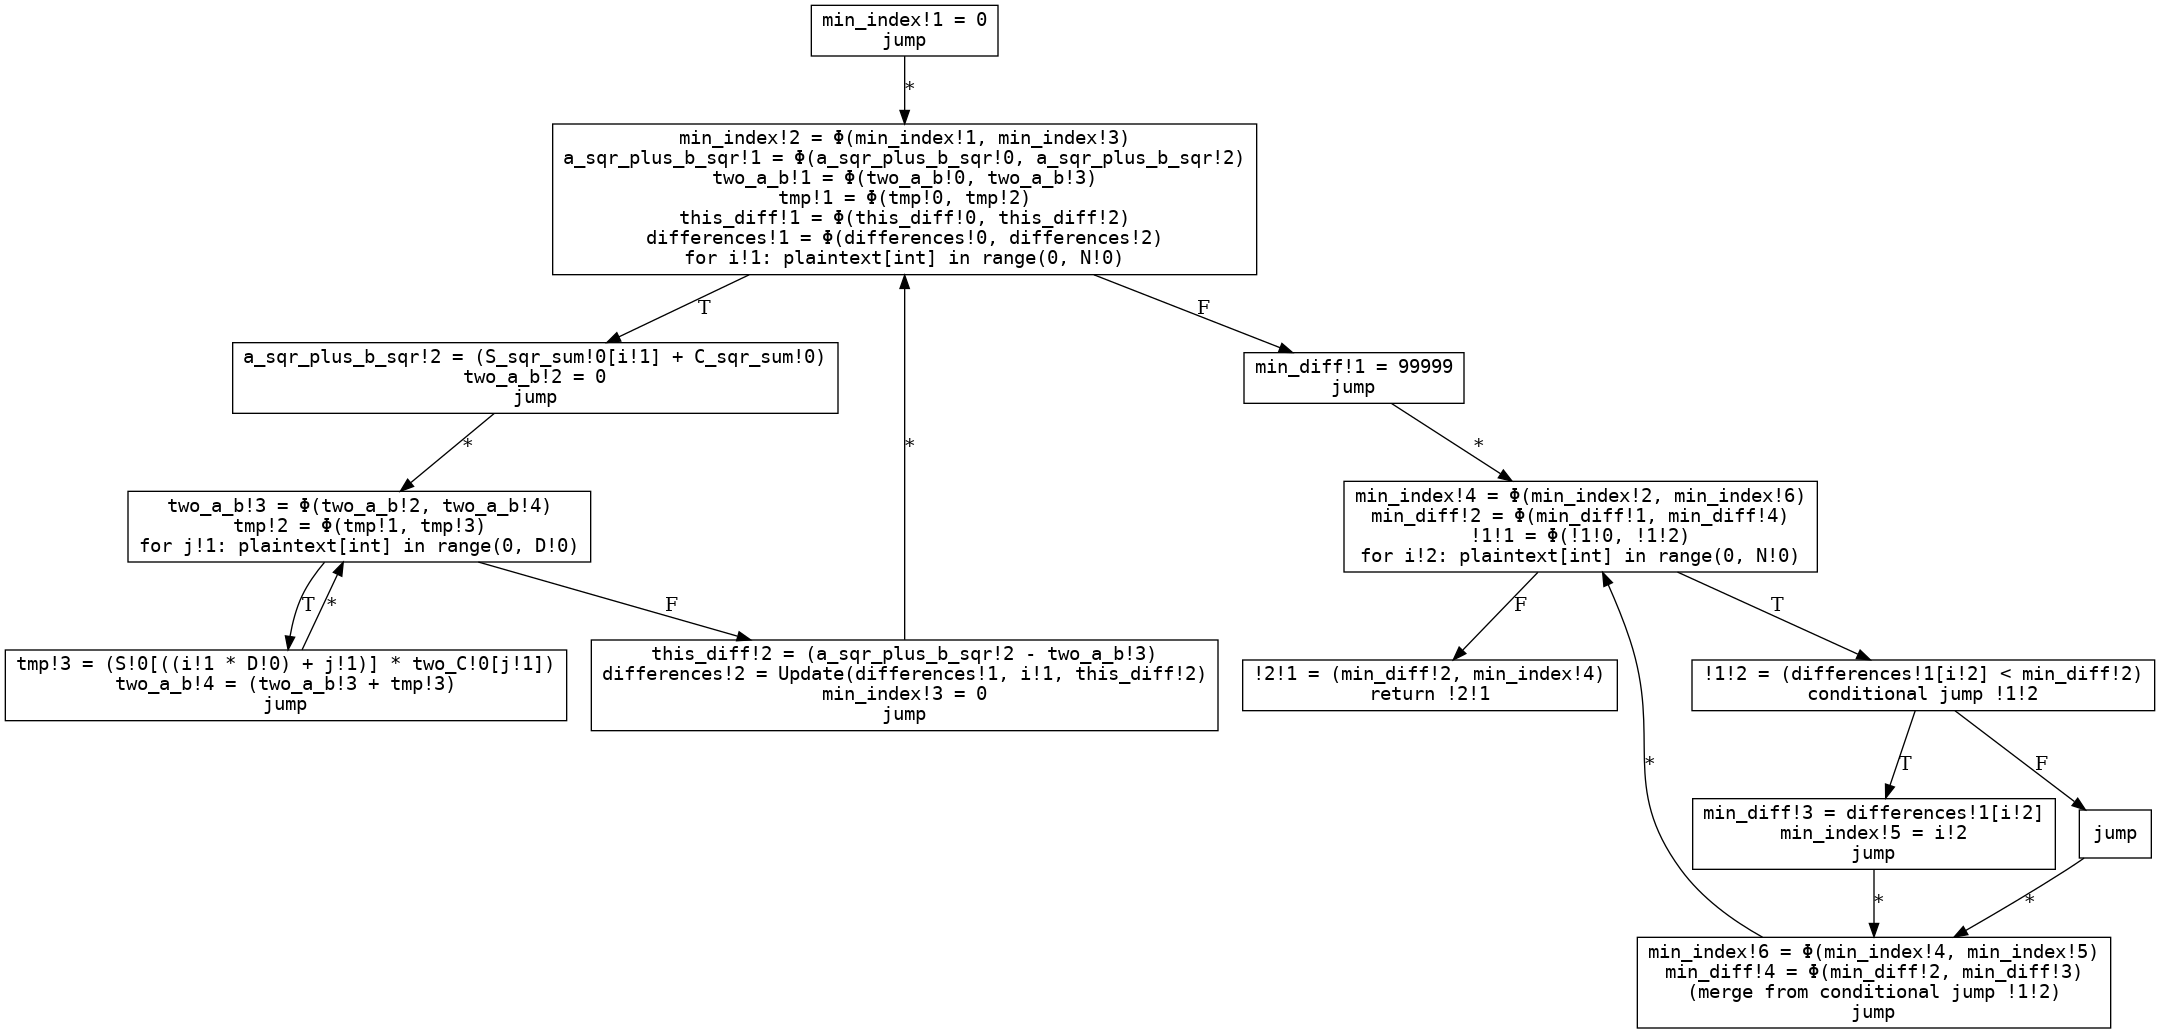 min_index!1 = 0
jump
*
min_index!2 = Φ(min_index!1, min_index!3)
a_sqr_plus_b_sqr!1 = Φ(a_sqr_plus_b_sqr!0, a_sqr_plus_b_sqr!2)
two_a_b!1 = Φ(two_a_b!0, two_a_b!3)
tmp!1 = Φ(tmp!0, tmp!2)
this_diff!1 = Φ(this_diff!0, this_diff!2)
differences!1 = Φ(differences!0, differences!2)
for i!1: plaintext[int] in range(0, N!0)
T
F
a_sqr_plus_b_sqr!2 = (S_sqr_sum!0[i!1] + C_sqr_sum!0)
two_a_b!2 = 0
jump
min_diff!1 = 99999
jump
*
*
*
two_a_b!3 = Φ(two_a_b!2, two_a_b!4)
tmp!2 = Φ(tmp!1, tmp!3)
for j!1: plaintext[int] in range(0, D!0)
min_index!4 = Φ(min_index!2, min_index!6)
min_diff!2 = Φ(min_diff!1, min_diff!4)
!1!1 = Φ(!1!0, !1!2)
for i!2: plaintext[int] in range(0, N!0)
T
*
F
F
T
tmp!3 = (S!0[((i!1 * D!0) + j!1)] * two_C!0[j!1])
two_a_b!4 = (two_a_b!3 + tmp!3)
jump
this_diff!2 = (a_sqr_plus_b_sqr!2 - two_a_b!3)
differences!2 = Update(differences!1, i!1, this_diff!2)
min_index!3 = 0
jump
!2!1 = (min_diff!2, min_index!4)
return !2!1
!1!2 = (differences!1[i!2] < min_diff!2)
conditional jump !1!2
*
T
F
min_diff!3 = differences!1[i!2]
min_index!5 = i!2
jump
jump
*
*
min_index!6 = Φ(min_index!4, min_index!5)
min_diff!4 = Φ(min_diff!2, min_diff!3)
(merge from conditional jump !1!2)
jump